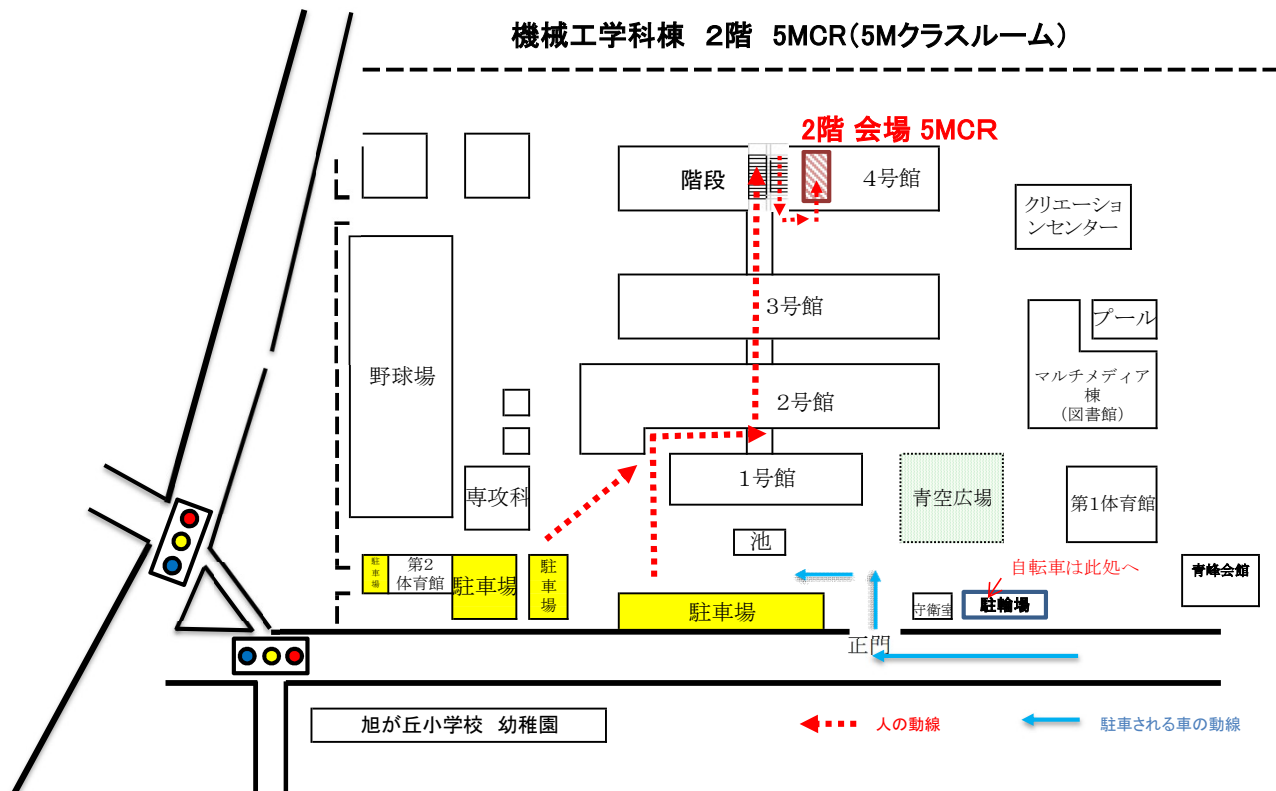 機械工学科棟 2階 5MCR(5Mクラスルーム)
2階 会場 5MCR
階段
4号館
クリエーショ
ンセンター
3号館
プール
野球場
マルチメディア
棟
(図書館)
2号館
1号館
専攻科
青空広場
第1体育館
池
駐車場
第2
体育館
駐車場
駐車場
自転車は此処へ
青峰会館
駐車場
守衛室
駐輪場
正門
旭が丘小学校 幼稚園
人の動線
駐車される車の動線